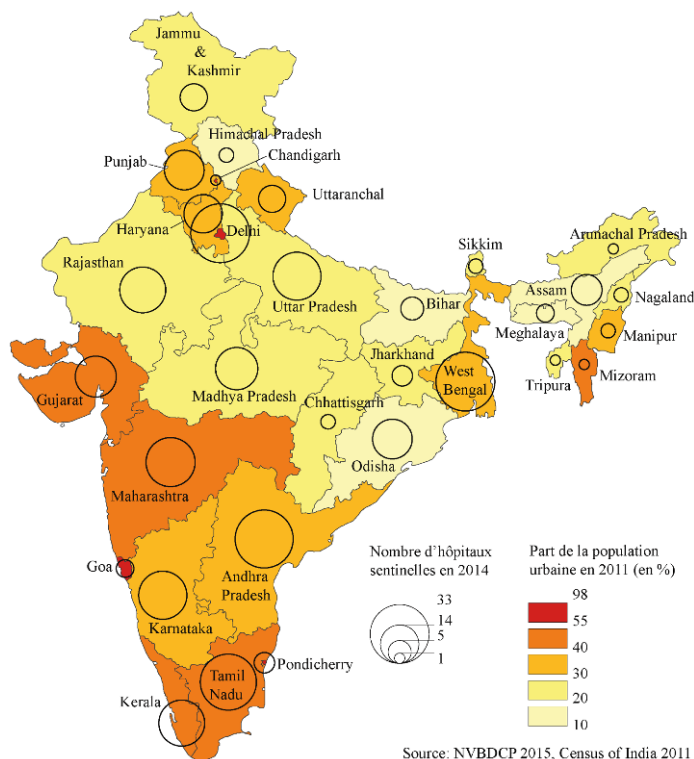 Jammu
&
Kashmir
Himachal Pradesh
Punjab
Chandigarh
Uttaranchal
Haryana
Delhi
Arunachal Pradesh
Sikkim
Rajasthan
Assam
Uttar Pradesh
Bihar
Nagaland
Meghalaya
Manipur
Jharkhand
West
Bengal
Gujarat
Madhya Pradesh
Tripura
Mizoram
Chhattisgarh
Odisha
Maharashtra
Nombre d'hôpitaux
sentinelles en 2014
Part de la population
urbaine en 2011 (en %)
Goa
Andhra
Pradesh
33
14
5
1
98
55
40
30
20
10
Karnataka
Pondicherry
Tamil
Nadu
Kerala
Source: NVBDCP 2015, Census of India 2011